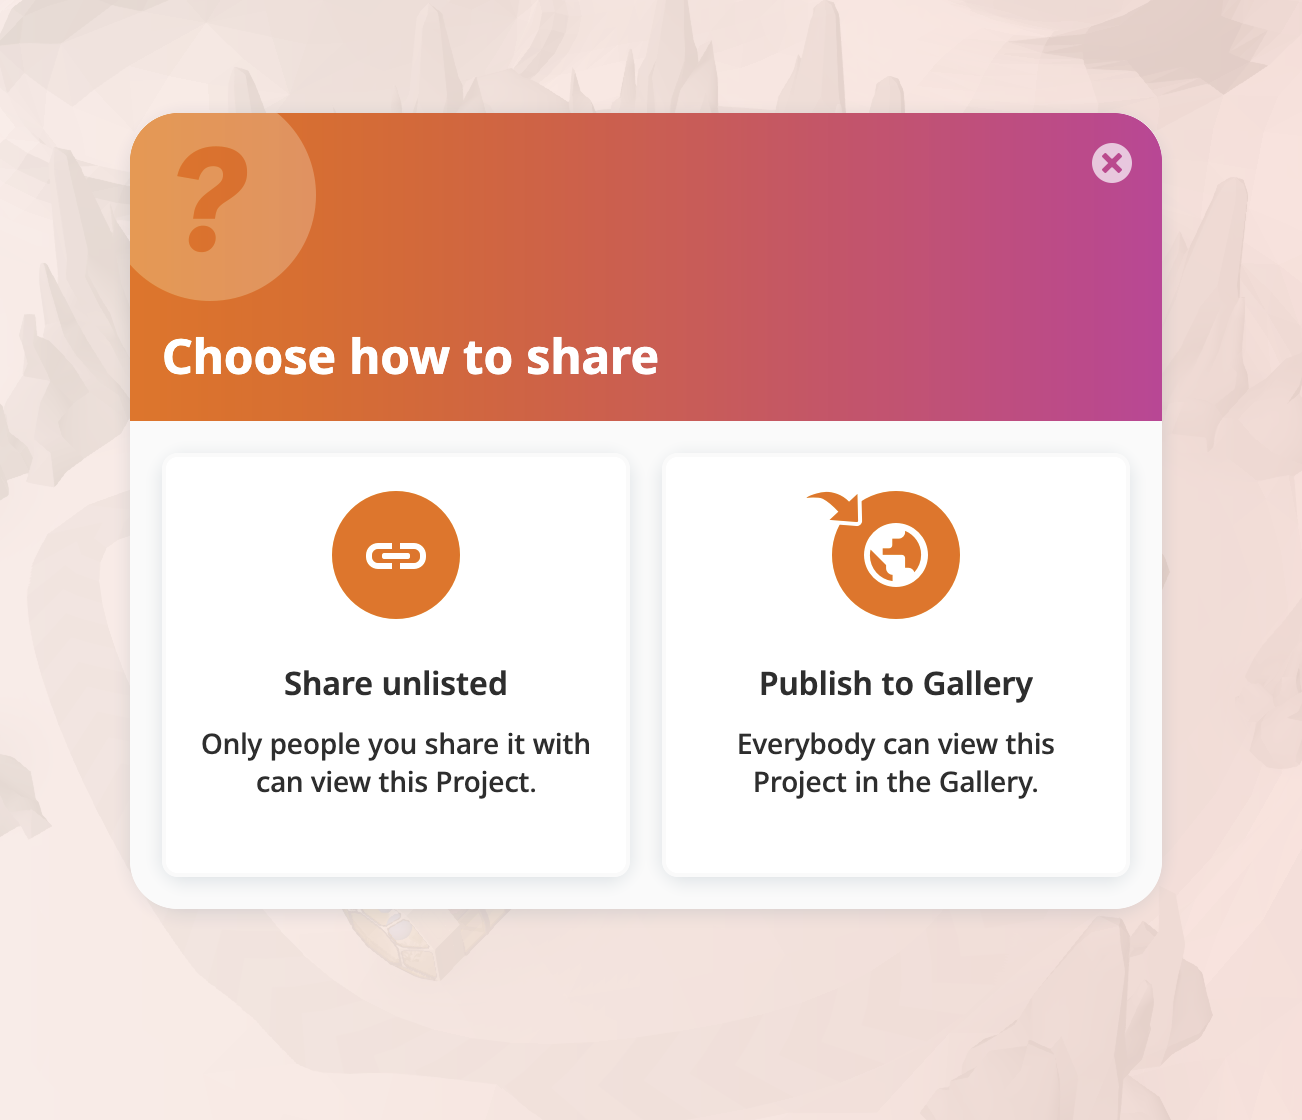 ?
Choose how to share
Share unlisted
Only people you share it with
can view this Project.
Publish to Gallery
Everybody can view this
Project in the Gallery.